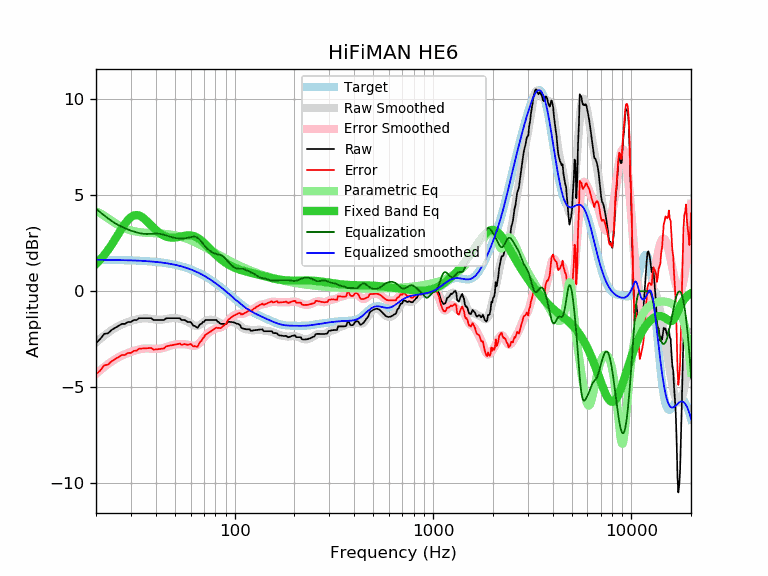 HiFiMAN HE6
Target
Raw Smoothed
Error Smoothed
Raw
Error
Parametric Eq
Fixed Band Eq
Equalization
Equalized smoothed
10
5
0
−5
−10
Amplitude (dBr)
100
1000
10000
Frequency (Hz)